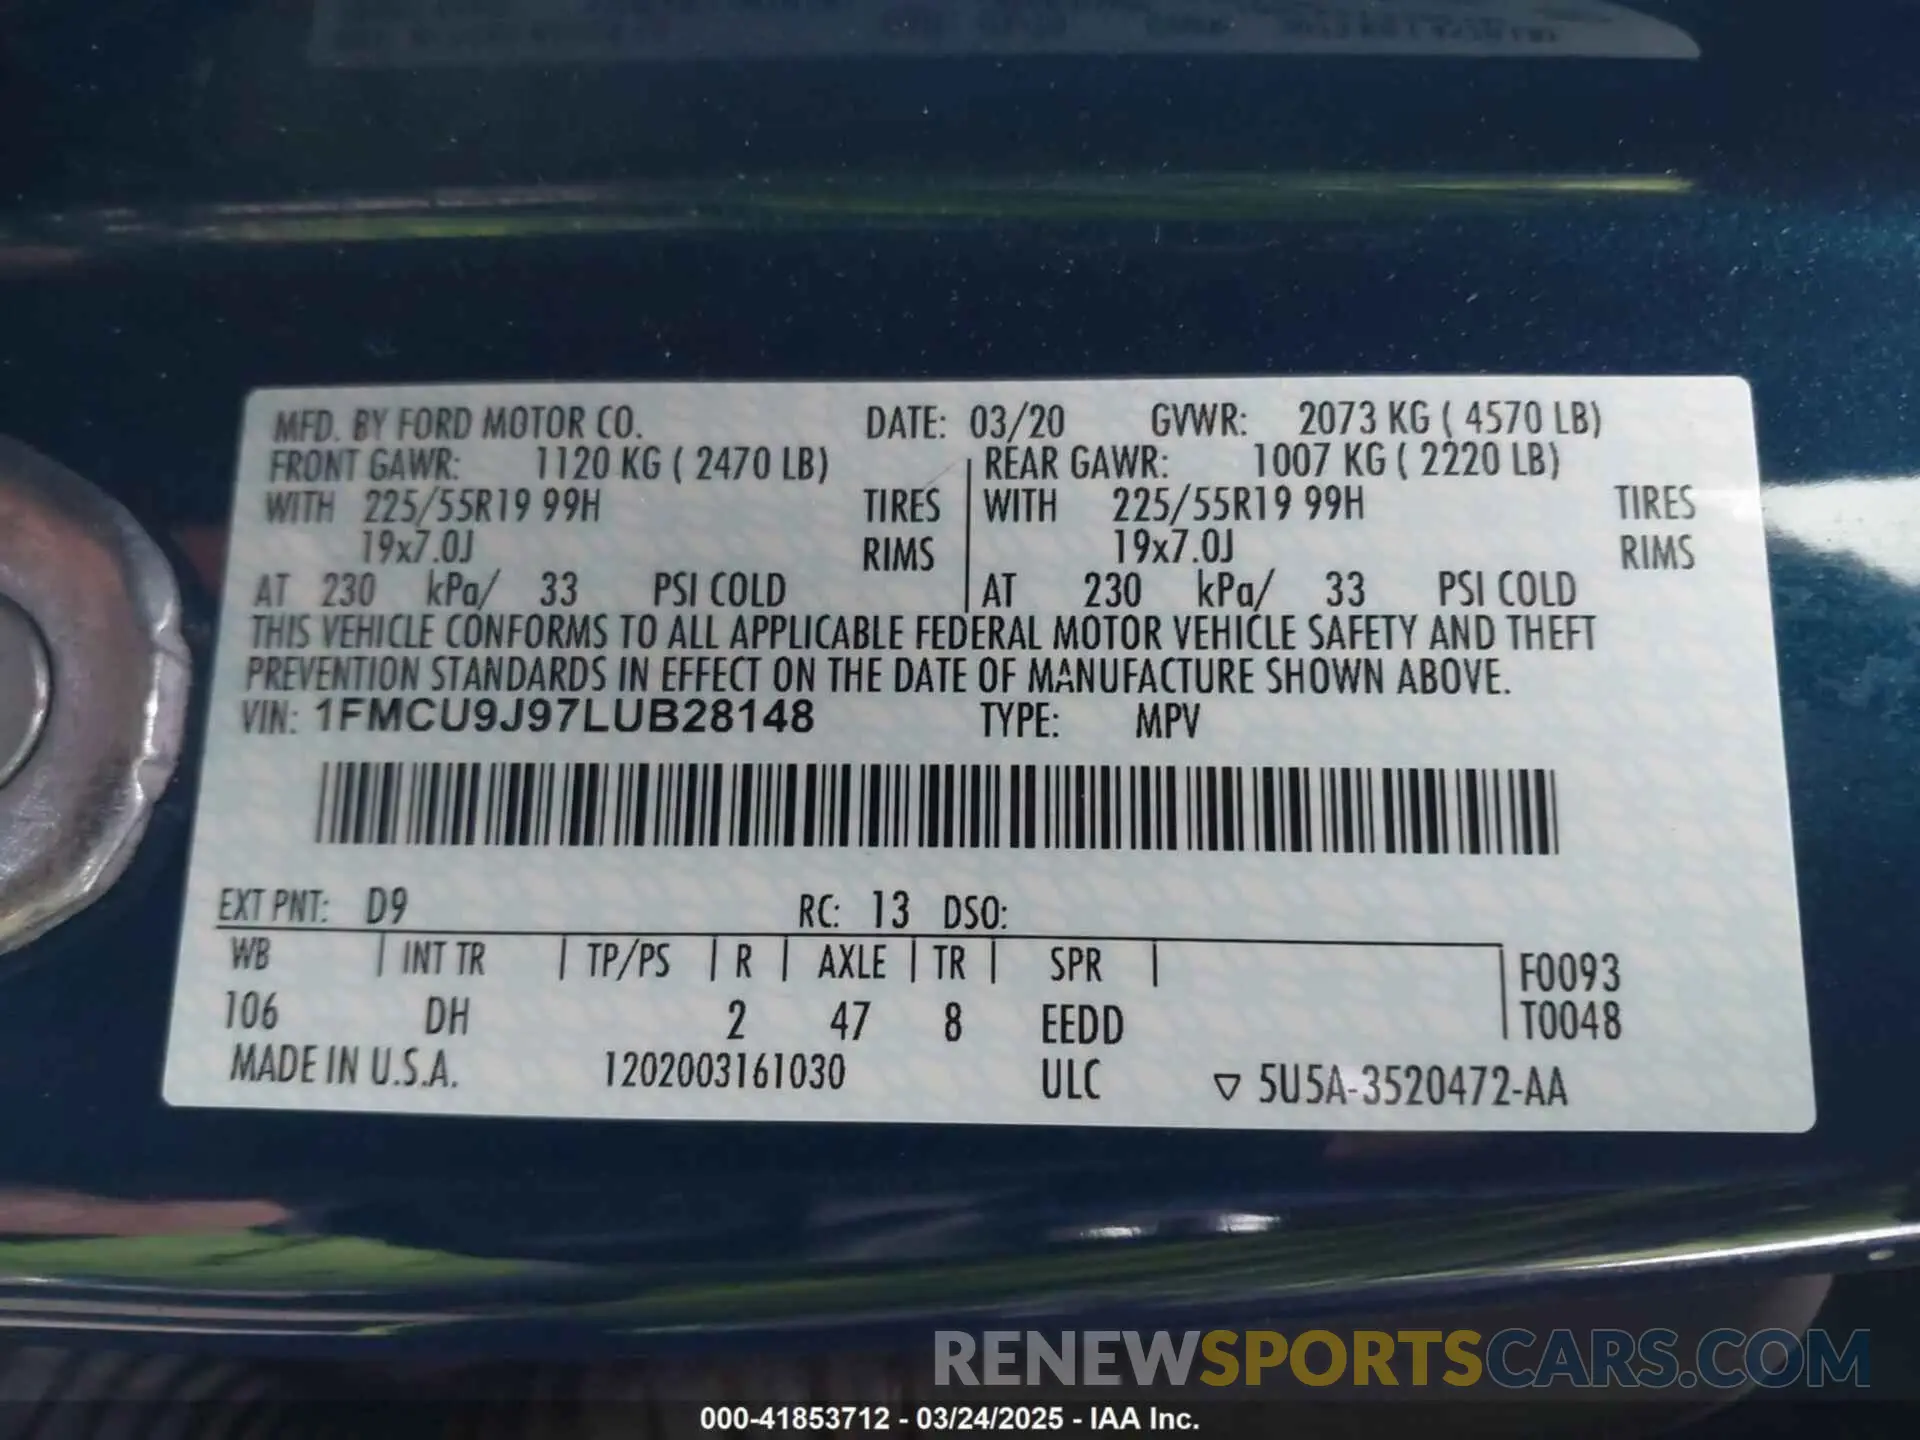 MFD. BY FORD MOTOR CO. DATE: 03/20 GVWR: 2073 KG ( 4570 LB)
FRONT GAWR: 1120 KG ( 2470 LB) REAR GAWR: 1007 KG ( 2220 LB)
WITH 225/55R19 99H TIRES WITH 225/55R19 99H TIRES
19x7.0J RIMS 19x7.0J RIMS
AT 230 kPa/ 33 PSI COLD AT 230 kPa/ 33 PSI COLD
THIS VEHICLE CONFORMS TO ALL APPLICABLE FEDERAL MOTOR VEHICLE SAFETY AND THEFT
PREVENTION STANDARDS IN EFFECT ON THE DATE OF MANUFACTURE SHOWN ABOVE.
VIN: 1FMCU9J97LUB28148 TYPE: MPV
EXT PNT: D9 RC: 13 DSO:
WB | INT TR | TP/PS | R | AXLE | TR | SPR | F0093
106 DH 2 47 8 EEDD T0048
MADE IN U.S.A. 1202003161030 ULC ▽ 5U5A-3520472-AA
RENEWSPORTSCARS.COM
000-41853712 - 03/24/2025 - IAA Inc.